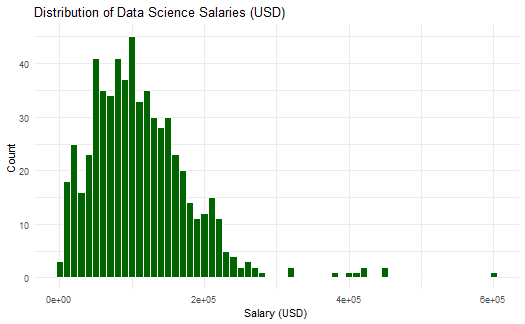 Distribution of Data Science Salaries (USD)
Count
40
30
20
10
0
0e+00 2e+05 4e+05 6e+05
Salary (USD)